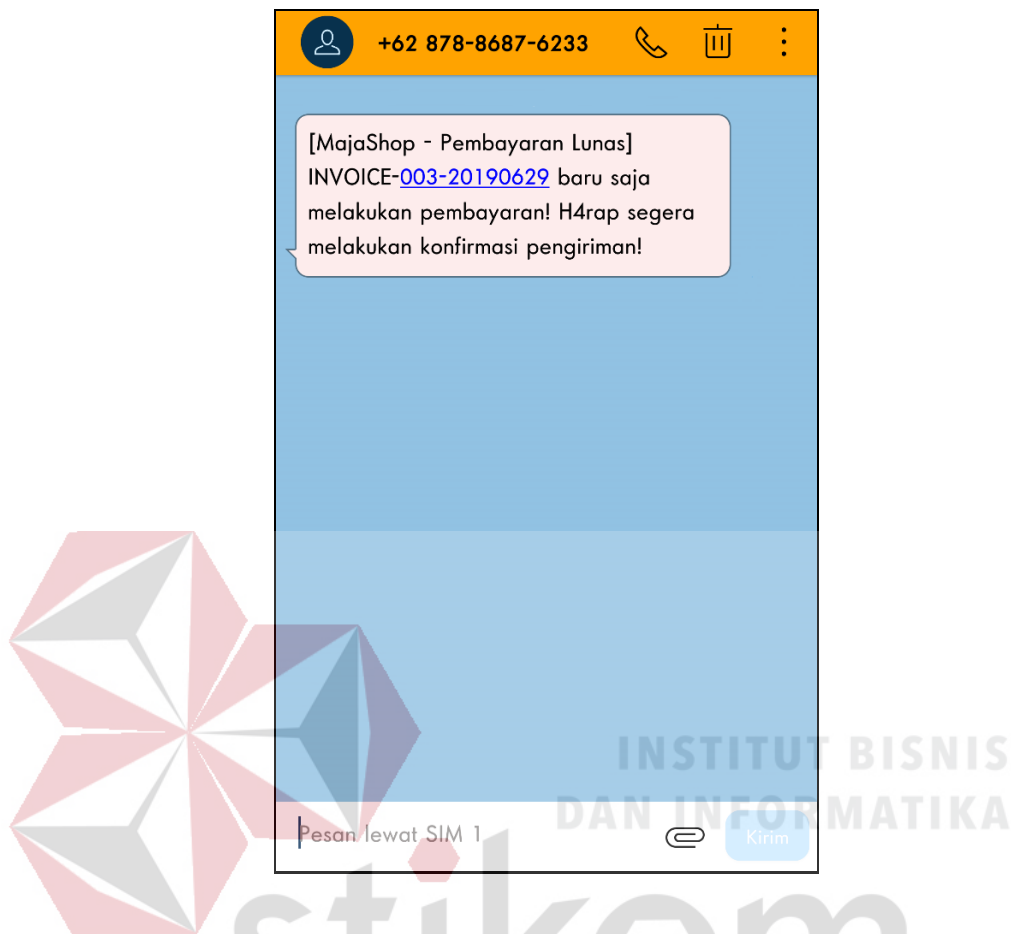 +62 878-8687-6233
[MajaShop - Pembayaran Lunas]
INVOICE-003-20190629 baru saja
melakukan pembayaran! H4rap segera
melakukan konfirmasi pengiriman!
INSTITUT BISNIS
DAN INFORMATIKA
Pesan lewat SIM 1
Kirim
stikom